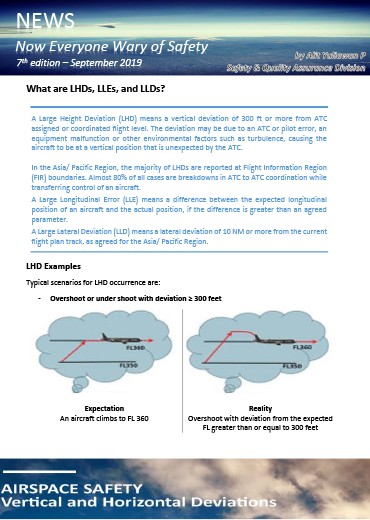 NEWS
Now Everyone Wary of Safety
7th edition – September 2019
by Alit Yuliawan P
Safety & Quality Assurance Division
What are LHDs, LLEs, and LLDs?
A Large Height Deviation (LHD) means a vertical deviation of 300 ft or more from ATC
assigned or coordinated flight level. The deviation may be due to an ATC or pilot error, an
equipment malfunction or other environmental factors such as turbulence, causing the
aircraft to be at a vertical position that is unexpected by the ATC.
In the Asia/ Pacific Region, the majority of LHDs are reported at Flight Information Region
(FIR) boundaries. Almost 80% of all cases are breakdowns in ATC to ATC coordination while
transferring control of an aircraft.
A Large Longitudinal Error (LLE) means a difference between the expected longitudinal
position of an aircraft and the actual position, if the difference is greater than an agreed
parameter.
A Large Lateral Deviation (LLD) means a lateral deviation of 10 NM or more from the current
flight plan track, as agreed for the Asia/ Pacific Region.
LHD Examples
Typical scenarios for LHD occurrence are:
- Overshoot or under shoot with deviation ≥ 300 feet
FL360
FL350
FL360
FL350
Expectation
An aircraft climbs to FL 360
Reality
Overshoot with deviation from the expected
FL greater than or equal to 300 feet
AIRSPACE SAFETY
Vertical and Horizontal Deviations